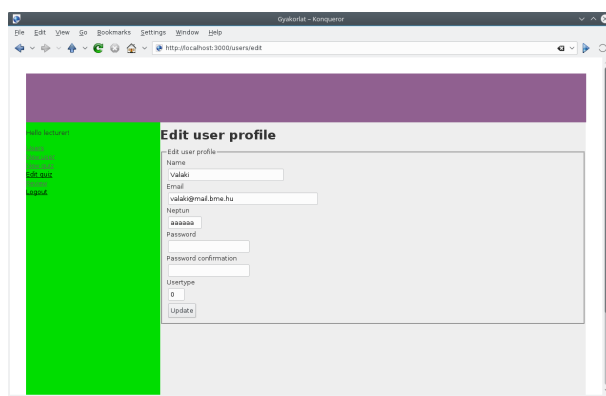 Gyakorlat – Konqueror
File Edit View Go Bookmarks Settings Window Help
http://localhost:3000/users/edit
Hello lecturer!
Users
New user
New quiz
Edit quiz
Review
Logout
Edit user profile
Edit user profile
Name
Valaki
Email
valaki@mail.bme.hu
Neptun
aaaaaa
Password
Password confirmation
Usertype
0
Update